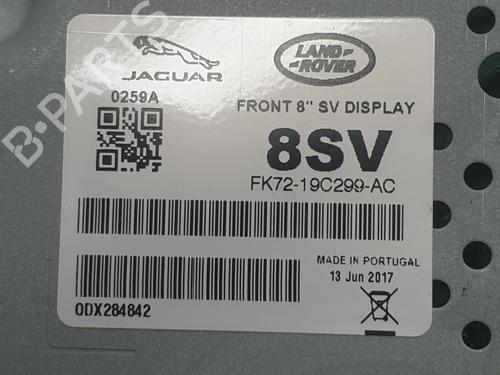 JAGUAR
LAND-
ROVER
0259A
FRONT 8" SV DISPLAY
8SV
FK72-19C299-AC
MADE IN PORTUGAL
13 Jun 2017
ODX284842
B-PARTS